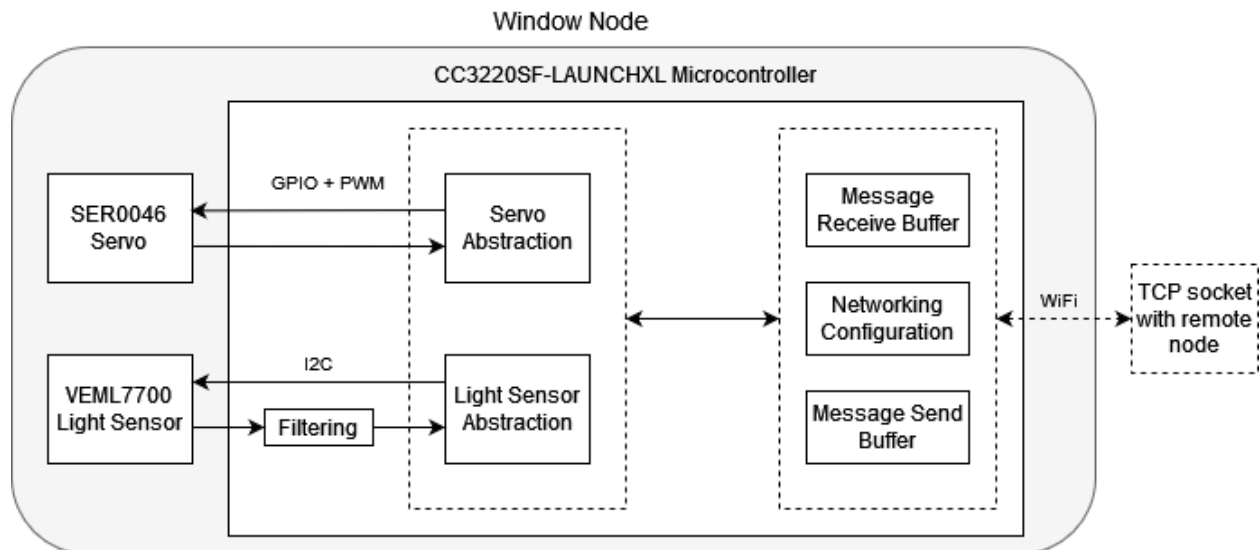 Window Node
CC3220SF-LAUNCHXL Microcontroller
SER0046
Servo
GPIO + PWM
Servo
Abstraction
VEML7700
Light Sensor
I2C
Filtering
Light Sensor
Abstraction
Message
Receive Buffer
Networking
Configuration
Message Send
Buffer
WiFi
TCP socket
with remote
node